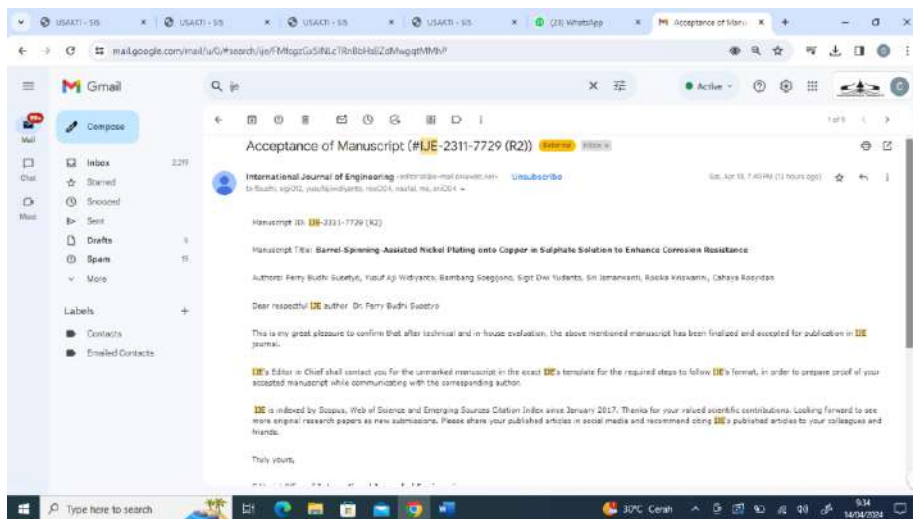 USAKTI - SIS
USAKTI - SIS
USAKTI - SIS
USAKTI - SIS
(23) WhatsApp
Acceptance of Manu
Gmail
ije
Active
Compose
Mail
Chat
Meet
Inbox
Starred
Snoozed
Sent
Drafts
Spam
More
Labels
Contacts
Emailed Contacts
Acceptance of Manuscript (#IJE-2311-7729 (R2))
External
Inbox x
International Journal of Engineering
Unsubscribe
Manuscript ID: IJE-2311-7729 (R2)
Manuscript Title: Barrel-Spinning-Assisted Nickel Plating onto Copper in Sulphate Solution to Enhance Corrosion Resistance
Authors: Ferry Budhi Susetyo, Yusuf Aji Widiyanto, Bambang Soegijono, Sigit Dwi Yudanto, Sri Ismarwanti, Rosika Kriswarini, Cahaya Rosyidan
Dear respectful IJE author Dr. Ferry Budhi Susetyo
This is my great pleasure to confirm that after technical and in-house evaluation, the above mentioned manuscript has been finalized and accepted for publication in IJE
journal.
IJE's Editor in Chief shall contact you for the unmarked manuscript in the exact IJE's template for the required steps to follow IJE's format, in order to prepare proof of your
accepted manuscript while communicating with the corresponding author.
IJE is indexed by Scopus, Web of Science and Emerging Sources Citation Index since January 2017. Thanks for your valued scientific contributions. Looking forward to see
more original research papers as new submissions. Please share your published articles in social media and recommend citing IJE's published articles to your colleagues and
friends.
Truly yours,
Type here to search
30°C Cerah
9:34
14/04/2024